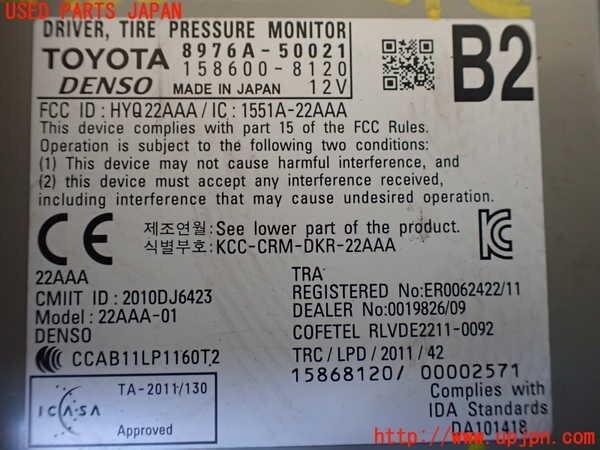 USED PARTS JAPAN
DRIVER, TIRE PRESSURE MONITOR
TOYOTA 8976A-50021
158600-8120
DENSO MADE IN JAPAN 12V
B2
FCC ID : HYQ22AAA / IC : 1551A-22AAA
This device complies with part 15 of the FCC Rules.
Operation is subject to the following two conditions:
(1) This device may not cause harmful interference, and
(2) this device must accept any interference received,
including interference that may cause undesired operation.
CE
제조연월: See lower part of the product.
식별부호: KCC-CRM-DKR-22AAA
22AAA
CMIIT ID : 2010DJ6423
Model: 22AAA-01
DENSO
CCAB11LP1160T2
TRA
REGISTERED No:ER0062422/11
DEALER No:0019826/09
COFETEL RLVDE2211-0092
TRC / LPD / 2011 / 42
15868120/ 00002571
TA-2011/130
ICASA
Approved
Complies with
IDA Standards
DA101418
http://www.upjpn.com/